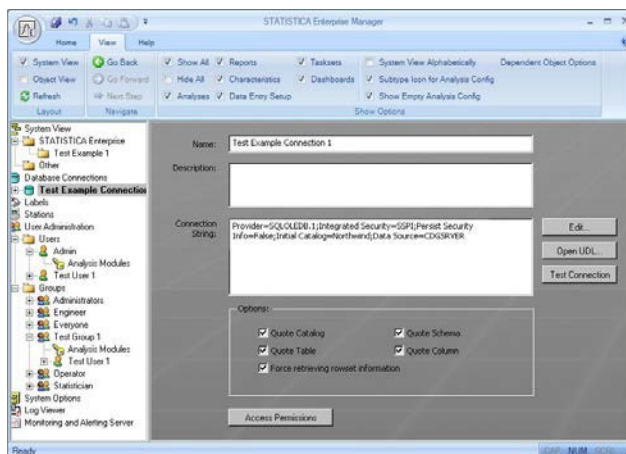 STATISTICA Enterprise Manager
Home View Help
System View Go Back Show All Reports Tasksets System View Alphabetically Dependent Object Options
Object View Go Forward Hide All Characteristics Dashboards Subtype Icon for Analysis Config
Refresh Next Step Analyses Data Entry Setup Show Empty Analysis Config
Layout Navigate Show Options
System View
STATISTICA Enterprise
Test Example 1
Other
Database Connections
Test Example Connection
Labels
Stations
User Administration
Users
Admin
Analysis Modules
Test User 1
Groups
Administrators
Engineer
Everyone
Test Group 1
Analysis Modules
Test User 1
Operator
Statistician
System Options
Log Viewer
Monitoring and Alerting Server
Name: Test Example Connection 1
Description:
Connection String:
Provider=SQLOLEDB.1;Integrated Security=SSPI;Persist Security
Info=False;Initial Catalog=Northwind;Data Source=CDGSRVER
Edit...
Open UDL...
Test Connection
Options:
Quote Catalog Quote Schema
Quote Table Quote Column
Force retrieving rowset information
Access Permissions
Ready CAP NUM SCRL